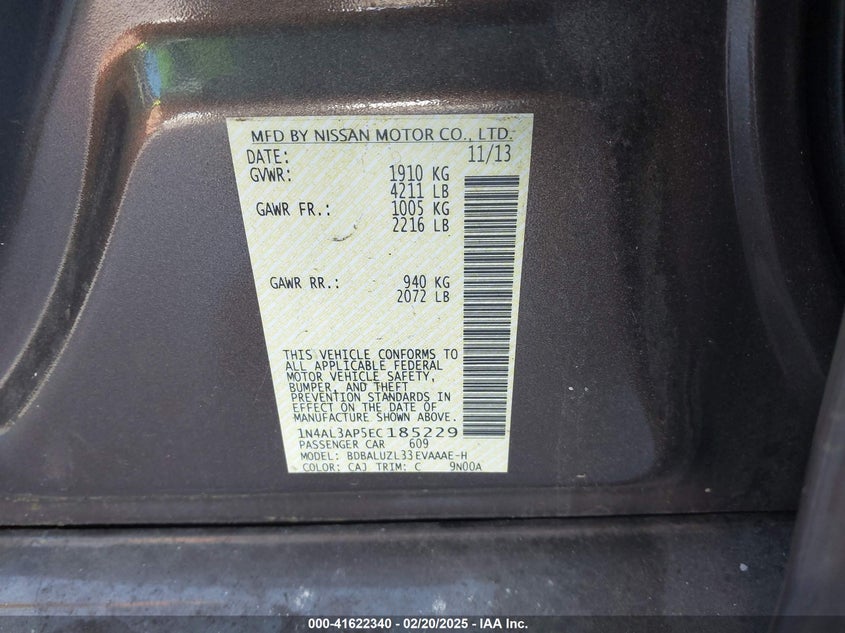 MFD BY NISSAN MOTOR CO., LTD.
DATE: 11/13
GVWR: 1910 KG
4211 LB
GAWR FR.: 1005 KG
2216 LB
GAWR RR.: 940 KG
2072 LB
THIS VEHICLE CONFORMS TO
ALL APPLICABLE FEDERAL
MOTOR VEHICLE SAFETY,
BUMPER, AND THEFT
PREVENTION STANDARDS IN
EFFECT ON THE DATE OF
MANUFACTURE SHOWN ABOVE.
1N4AL3AP5EC185229
PASSENGER CAR 609
MODEL: BDBALUZL33EVAAAE-H
COLOR: CAJ TRIM: C 9N00A
000-41622340 - 02/20/2025 - IAA Inc.